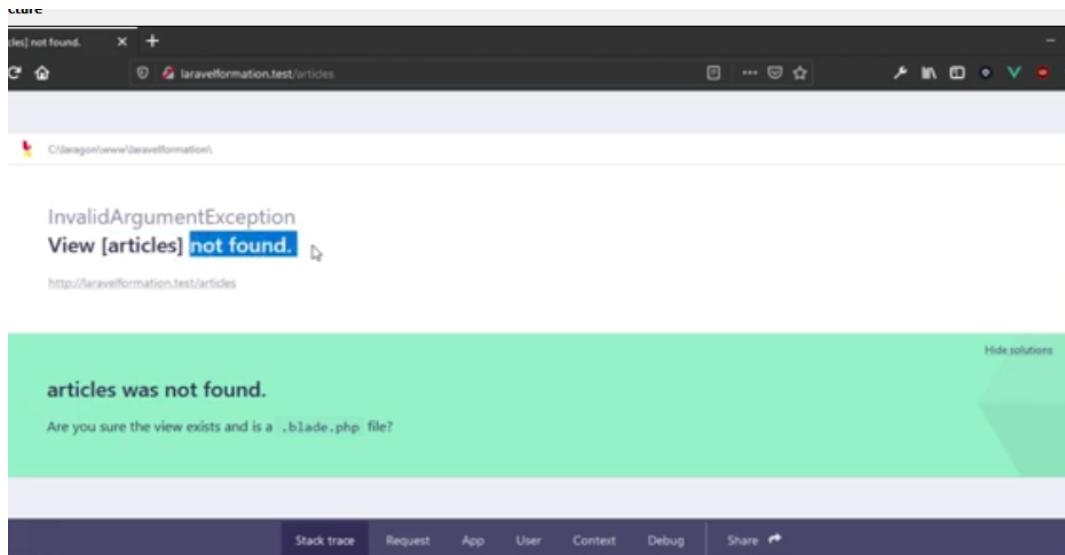 cles] not found.
laravelformation.test/articles
C:\laragon\www\laravelformation\
InvalidArgumentException
View [articles] not found.
http://laravelformation.test/articles
Hide solutions
articles was not found.
Are you sure the view exists and is a .blade.php file?
Stack trace Request App User Context Debug Share